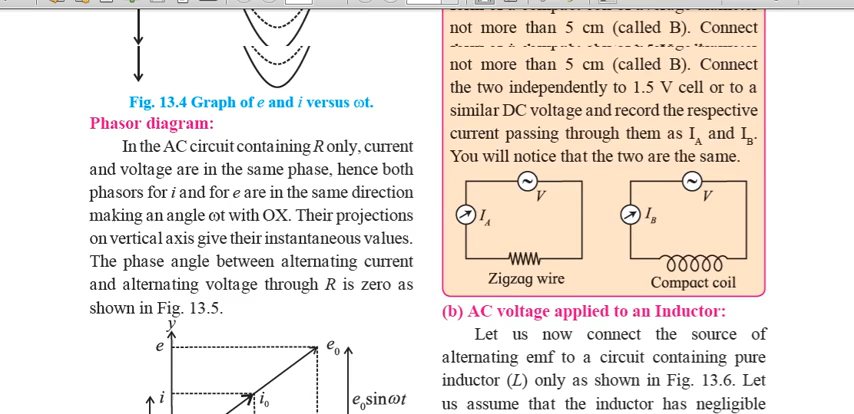 Fig. 13.4 Graph of e and i versus ωt.
Phasor diagram:
In the AC circuit containing R only, current
and voltage are in the same phase, hence both
phasors for i and for e are in the same direction
making an angle ωt with OX. Their projections
on vertical axis give their instantaneous values.
The phase angle between alternating current
and alternating voltage through R is zero as
shown in Fig. 13.5.
y
e
e₀
i
i₀
e₀sinωt
not more than 5 cm (called B). Connect
not more than 5 cm (called B). Connect
the two independently to 1.5 V cell or to a
similar DC voltage and record the respective
current passing through them as I_A and I_B.
You will notice that the two are the same.
V
I_A
Zigzag wire
V
I_B
Compact coil
(b) AC voltage applied to an Inductor:
Let us now connect the source of
alternating emf to a circuit containing pure
inductor (L) only as shown in Fig. 13.6. Let
us assume that the inductor has negligible